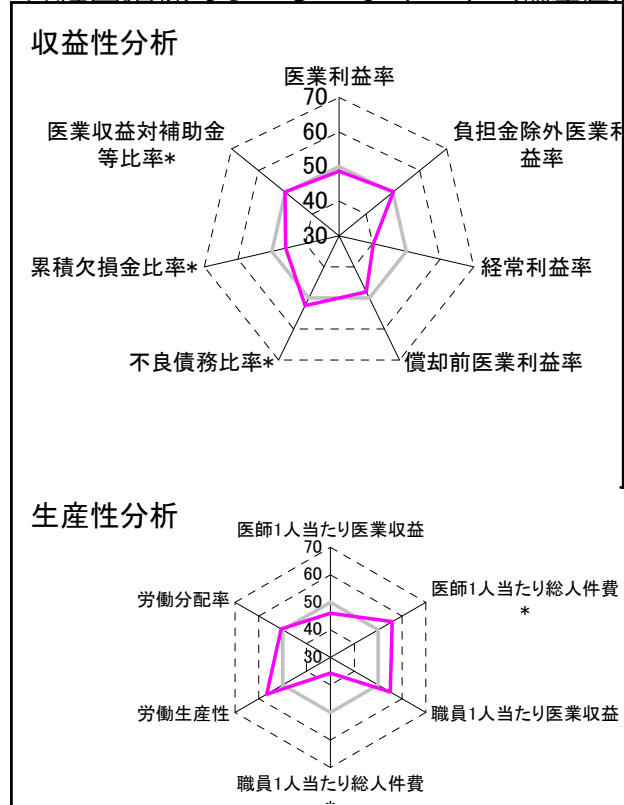 収益性分析
医業利益率
70
60
50
40
30
負担金除外医業利
益率
経常利益率
償却前医業利益率
不良債務比率*
累積欠損金比率*
医業収益対補助金
等比率*
生産性分析
医師1人当たり医業収益
70
60
50
40
30
医師1人当たり総人件費
*
職員1人当たり医業収益
職員1人当たり総人件費
*
労働生産性
労働分配率